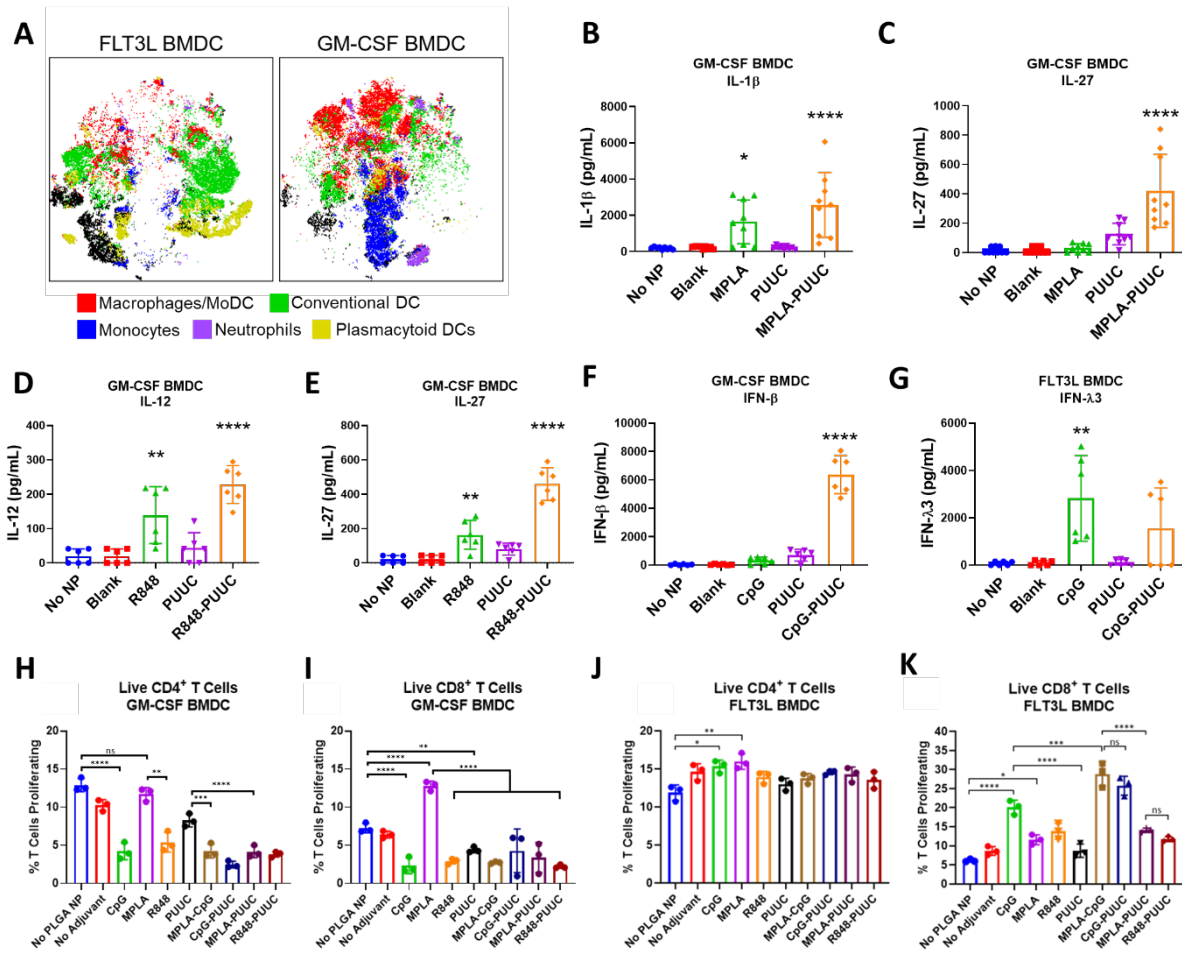 A
FLT3L BMDC
GM-CSF BMDC
Macrophages/MoDC
Conventional DC
Monocytes
Neutrophils
Plasmacytoid DCs
B
GM-CSF BMDC
IL-1β
IL-1β (pg/mL)
8000
6000
4000
2000
0
*
****
No NP
Blank
MPLA
PUUC
MPLA-PUUC
C
GM-CSF BMDC
IL-27
IL-27 (pg/mL)
1000
800
600
400
200
0
****
No NP
Blank
MPLA
PUUC
MPLA-PUUC
D
GM-CSF BMDC
IL-12
IL-12 (pg/mL)
400
300
200
100
0
**
****
No NP
Blank
R848
PUUC
R848-PUUC
E
GM-CSF BMDC
IL-27
IL-27 (pg/mL)
800
600
400
200
0
**
****
No NP
Blank
R848
PUUC
R848-PUUC
F
GM-CSF BMDC
IFN-β
IFN-β (pg/mL)
10000
8000
6000
4000
2000
0
****
No NP
Blank
CpG
PUUC
CpG-PUUC
G
FLT3L BMDC
IFN-λ3
IFN-λ3 (pg/mL)
6000
4000
2000
0
**
No NP
Blank
CpG
PUUC
CpG-PUUC
H
Live CD4+ T Cells
GM-CSF BMDC
% T Cells Proliferating
20
15
10
5
0
ns
****
**
****
***
No PLGA NP
No Adjuvant
CpG
MPLA
R848
PUUC
MPLA-CpG
CpG-PUUC
MPLA-PUUC
R848-PUUC
I
Live CD8+ T Cells
GM-CSF BMDC
% T Cells Proliferating
20
15
10
5
0
**
****
****
****
No PLGA NP
No Adjuvant
CpG
MPLA
R848
PUUC
MPLA-CpG
CpG-PUUC
MPLA-PUUC
R848-PUUC
J
Live CD4+ T Cells
FLT3L BMDC
% T Cells Proliferating
20
15
10
5
0
**
*
No PLGA NP
No Adjuvant
CpG
MPLA
R848
PUUC
MPLA-CpG
CpG-PUUC
MPLA-PUUC
R848-PUUC
K
Live CD8+ T Cells
FLT3L BMDC
% T Cells Proliferating
40
35
30
25
20
15
10
5
0
****
***
ns
****
*
****
ns
No PLGA NP
No Adjuvant
CpG
MPLA
R848
PUUC
MPLA-CpG
CpG-PUUC
MPLA-PUUC
R848-PUUC